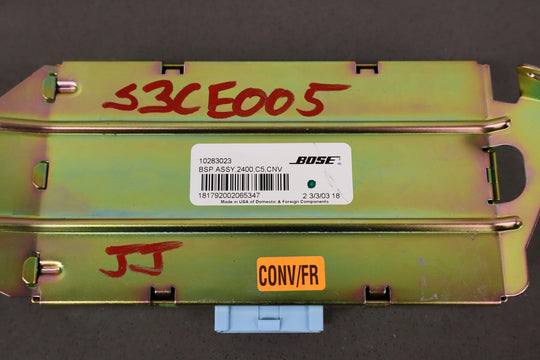 S3CE005
10283023
BOSE
BSP ASSY,2400,C5,CNV
181792002065347
2 3/3/03 18
Made in USA of Domestic & Foreign Components
JJ
CONV/FR